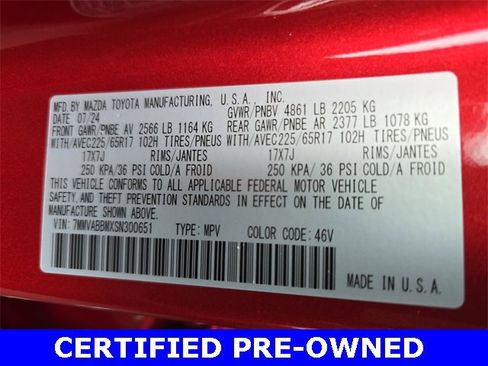 MFD. BY MAZDA TOYOTA MANUFACTURING, U.S.A., INC.
DATE 07/24 GVWR/PNBV 4861 LB 2205 KG
FRONT GAWR/PNBE AV 2566 LB 1164 KG REAR GAWR/PNBE AR 2377 LB 1078 KG
WITH/AVEC225/65R17 102H TIRES/PNEUS WITH/AVEC225/65R17 102H TIRES/PNEUS
17X7J RIMS/JANTES 17X7J RIMS/JANTES
250 KPA/ 36 PSI COLD/A FROID 250 KPA/ 36 PSI COLD/A FROID
THIS VEHICLE CONFORMS TO ALL APPLICABLE FEDERAL MOTOR VEHICLE
SAFETY, AND THEFT PREVENTION STANDARDS IN EFFECT ON THE DATE OF
MANUFACTURE SHOWN ABOVE.
VIN: 7MMVABBMXSN300651 TYPE: MPV COLOR CODE: 46V
MADE IN U.S.A.
CERTIFIED PRE-OWNED